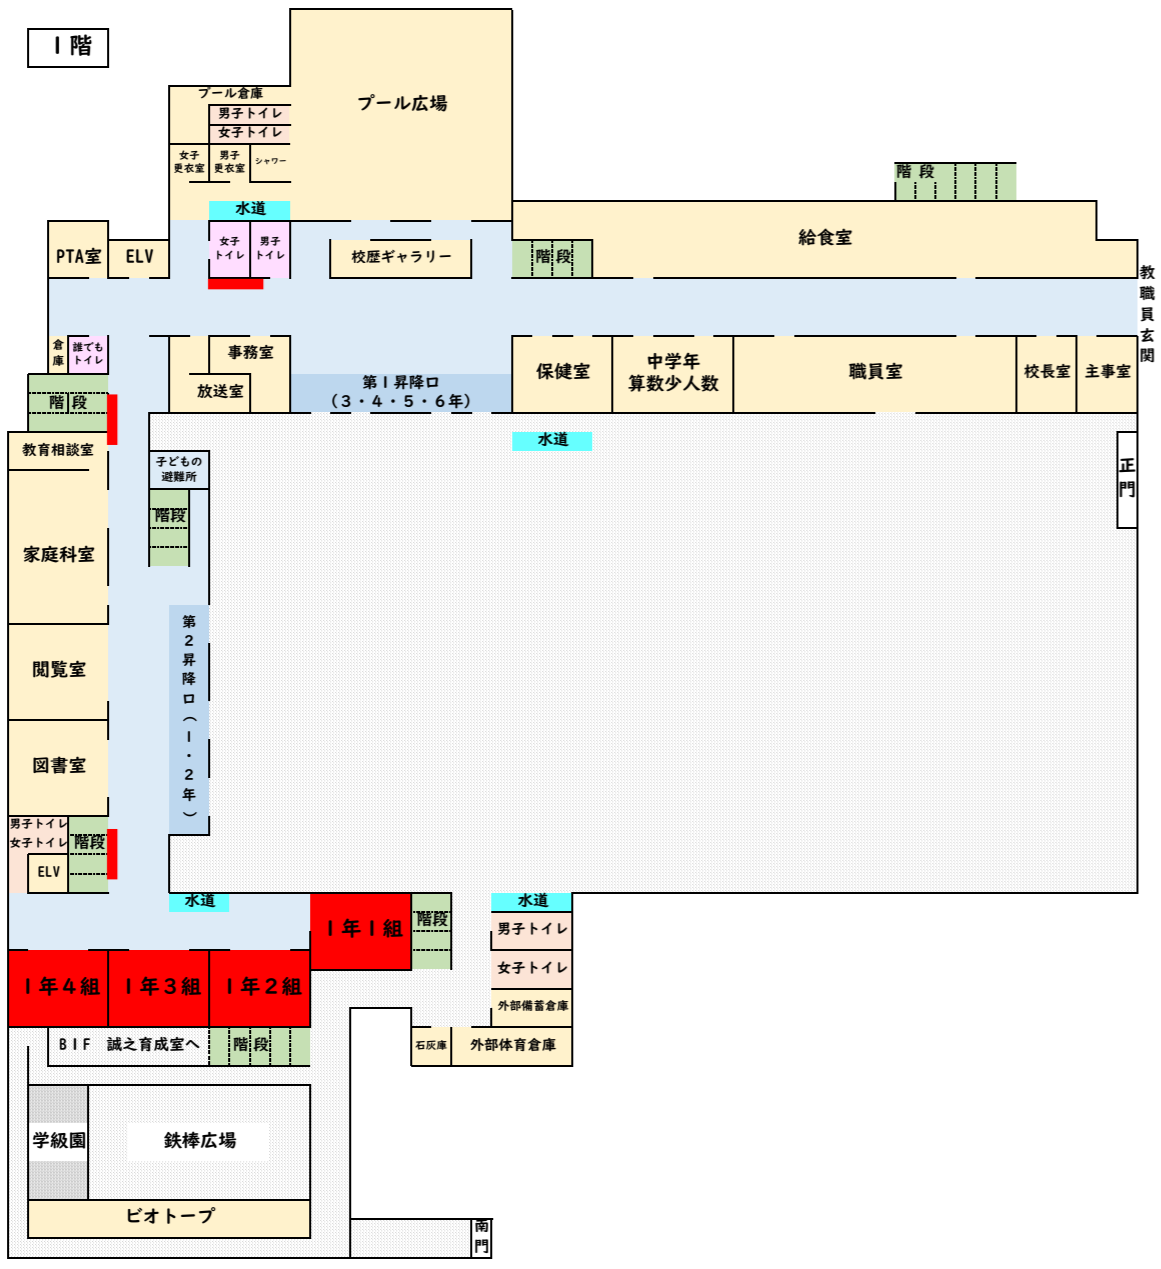 1階
プール倉庫
男子トイレ
女子トイレ
プール広場
女子
更衣室
男子
更衣室
シャワー
階段
水道
PTA室
ELV
女子
トイレ
男子
トイレ
校歴ギャラリー
階段
給食室
教職員玄関
倉庫
誰でも
トイレ
事務室
放送室
第1昇降口
(3・4・5・6年)
保健室
中学年
算数少人数
職員室
校長室
主事室
階段
水道
教育相談室
子どもの
避難所
正門
階段
家庭科室
第2昇降口(1・2年)
閲覧室
図書室
男子トイレ
女子トイレ
階段
ELV
水道
1年1組
階段
水道
男子トイレ
女子トイレ
1年4組
1年3組
1年2組
外部備蓄倉庫
B1F 誠之育成室へ
階段
石灰庫
外部体育倉庫
学級園
鉄棒広場
ビオトープ
南門